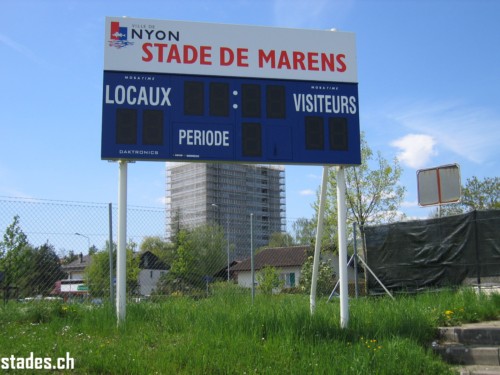 VILLE DE
NYON
STADE DE MARENS
LOCAUX
VISITEURS
PERIODE
DAKTRONICS
stades.ch